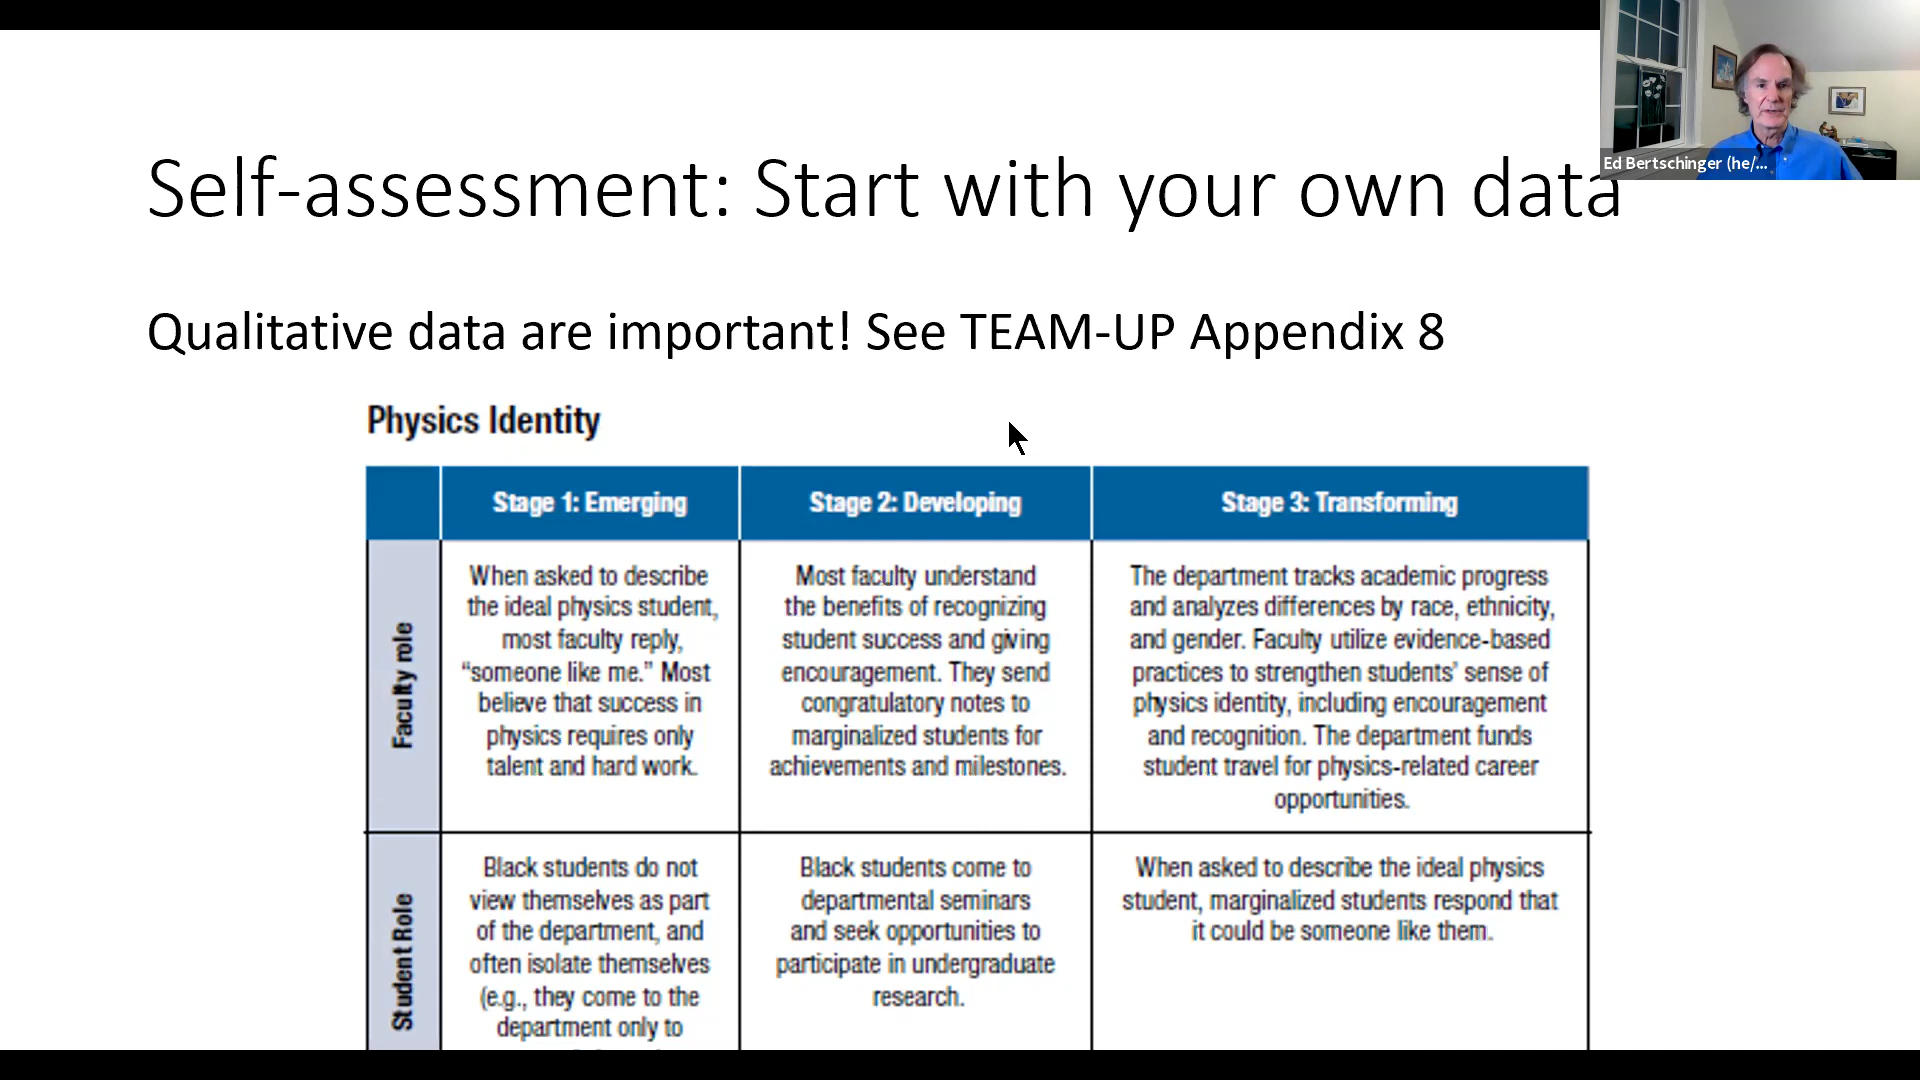 Ed Bertschinger (he/...
Self-assessment: Start with your own data
Qualitative data are important! See TEAM-UP Appendix 8
Physics Identity
Stage 1: Emerging
Stage 2: Developing
Stage 3: Transforming
Faculty role
When asked to describe
the ideal physics student,
most faculty reply,
“someone like me.” Most
believe that success in
physics requires only
talent and hard work.
Most faculty understand
the benefits of recognizing
student success and giving
encouragement. They send
congratulatory notes to
marginalized students for
achievements and milestones.
The department tracks academic progress
and analyzes differences by race, ethnicity,
and gender. Faculty utilize evidence-based
practices to strengthen students’ sense of
physics identity, including encouragement
and recognition. The department funds
student travel for physics-related career
opportunities.
Student Role
Black students do not
view themselves as part
of the department, and
often isolate themselves
(e.g., they come to the
department only to
Black students come to
departmental seminars
and seek opportunities to
participate in undergraduate
research.
When asked to describe the ideal physics
student, marginalized students respond that
it could be someone like them.